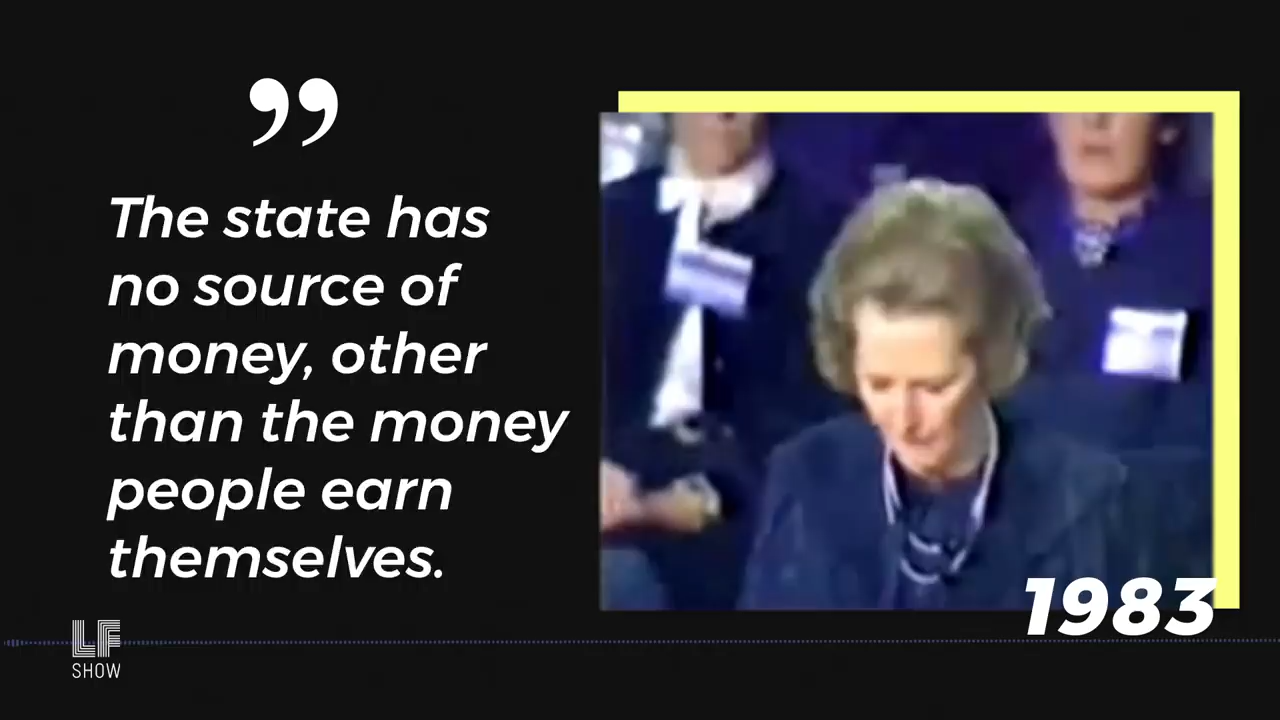 ”
The state has
no source of
money, other
than the money
people earn
themselves.
1983
LF
SHOW